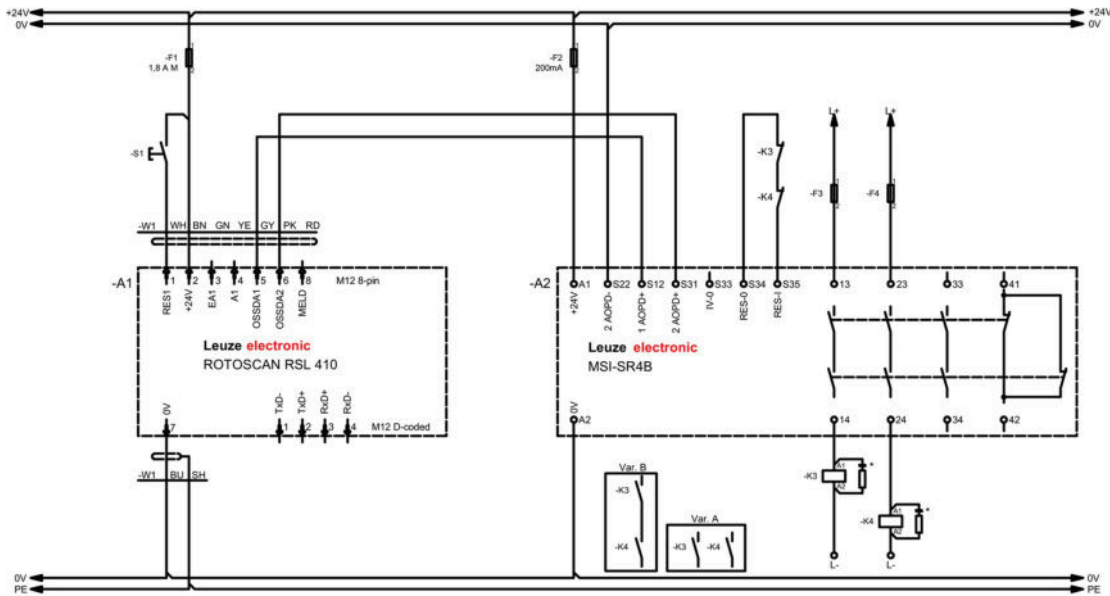 +24V +24V
0V 0V
-F1
1,8 A M
-F2
200mA
L+ L+
-S1
-K3
-K4
-F3
-F4
-W1 WH BN GN YE GY PK RD
-A1
1 2 3 4 5 6 8 M12 8-pin
RES1
+24V
EA1
A1
OSSDA1
OSSDA2
MELD
Leuze electronic
ROTOSCAN RSL 410
0V
TxD-
TxD+
RxD+
RxD-
7 1 2 3 4 M12 D-coded
-W1 BU SH
-A2
A1 S22 S12 S31 S33 S34 S35 13 23 33 41
+24V
2 AOPD-
1 AOPD+
2 AOPD+
IV-0
RES-0
RES-I
Leuze electronic
MSI-SR4B
0V
A2 14 24 34 42
Var. B
-K3
-K4
Var. A
-K3 -K4
-K3
A1
A2
*
-K4
A1
A2
*
L- L-
0V 0V
PE PE